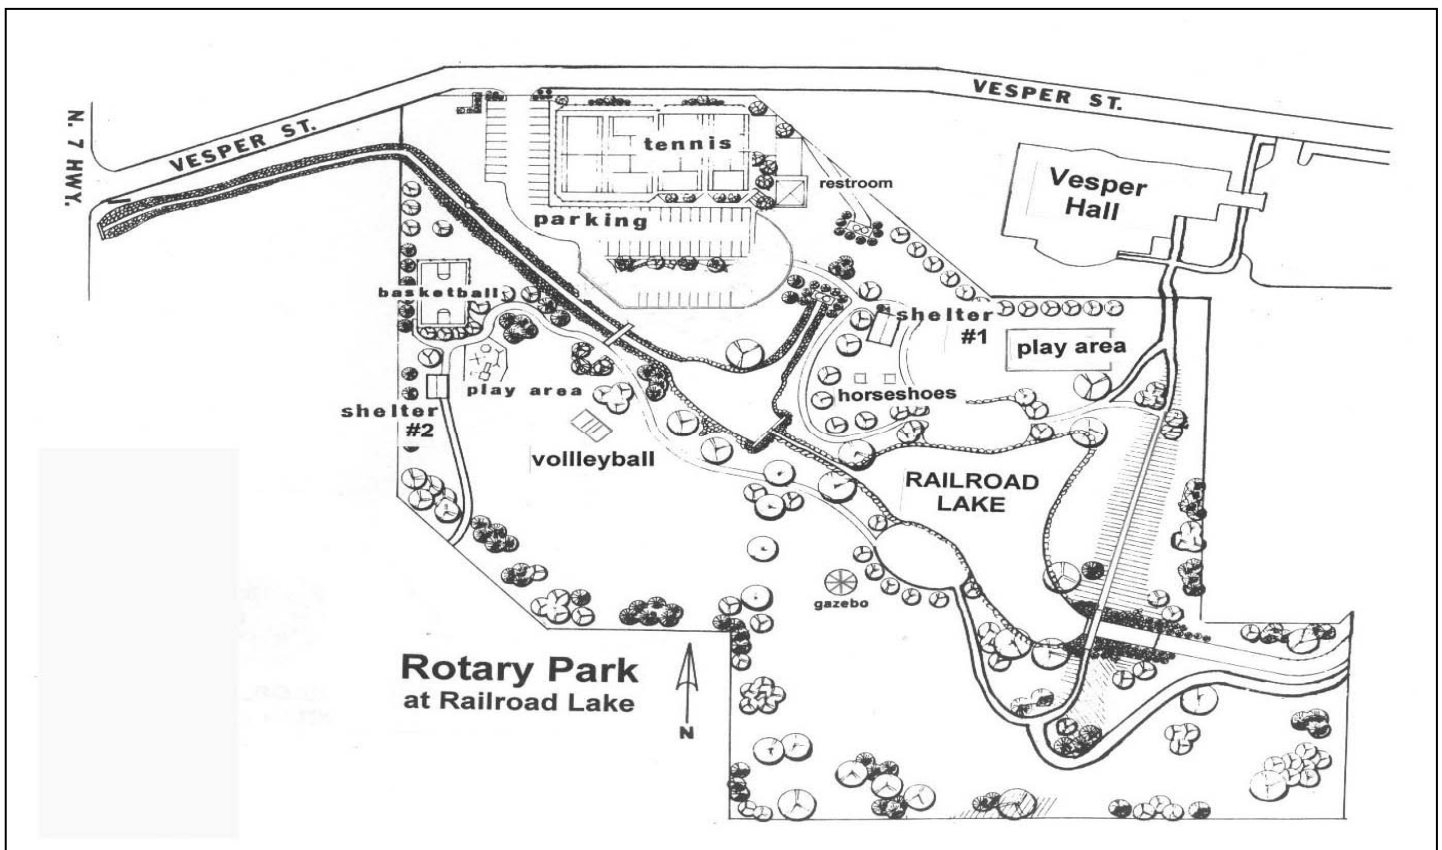 VESPER ST.
VESPER ST.
N. 7 HWY.
tennis
restroom
Vesper
Hall
parking
basketball
shelter
#1
play area
play area
horseshoes
shelter
#2
vollleyball
RAILROAD
LAKE
gazebo
Rotary Park
at Railroad Lake
N